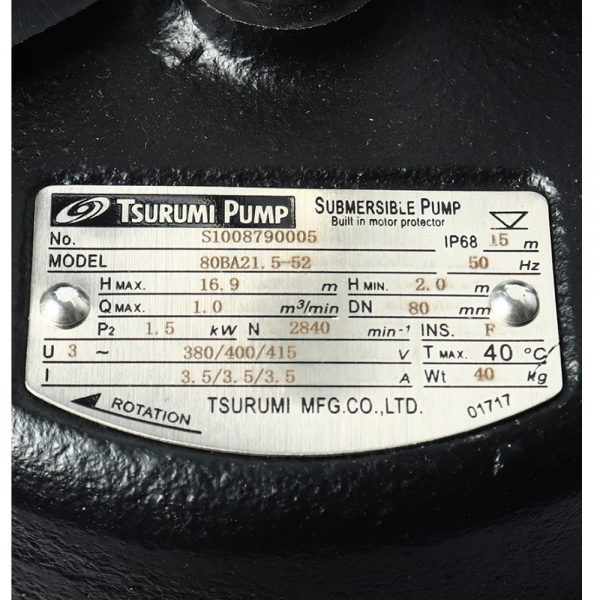 TSURUMI PUMP SUBMERSIBLE PUMP
Built in motor protector
No. S1008790005 IP68 15 m
MODEL 80BA21.5-52 50 Hz
H MAX. 16.9 m H MIN. 2.0 m
Q MAX. 1.0 m³/min DN 80 mm
P2 1.5 kW N 2840 min⁻¹ INS. F
U 3 ~ 380/400/415 V T MAX. 40 °C
I 3.5/3.5/3.5 A Wt 40 kg
ROTATION TSURUMI MFG.CO.,LTD. 01717